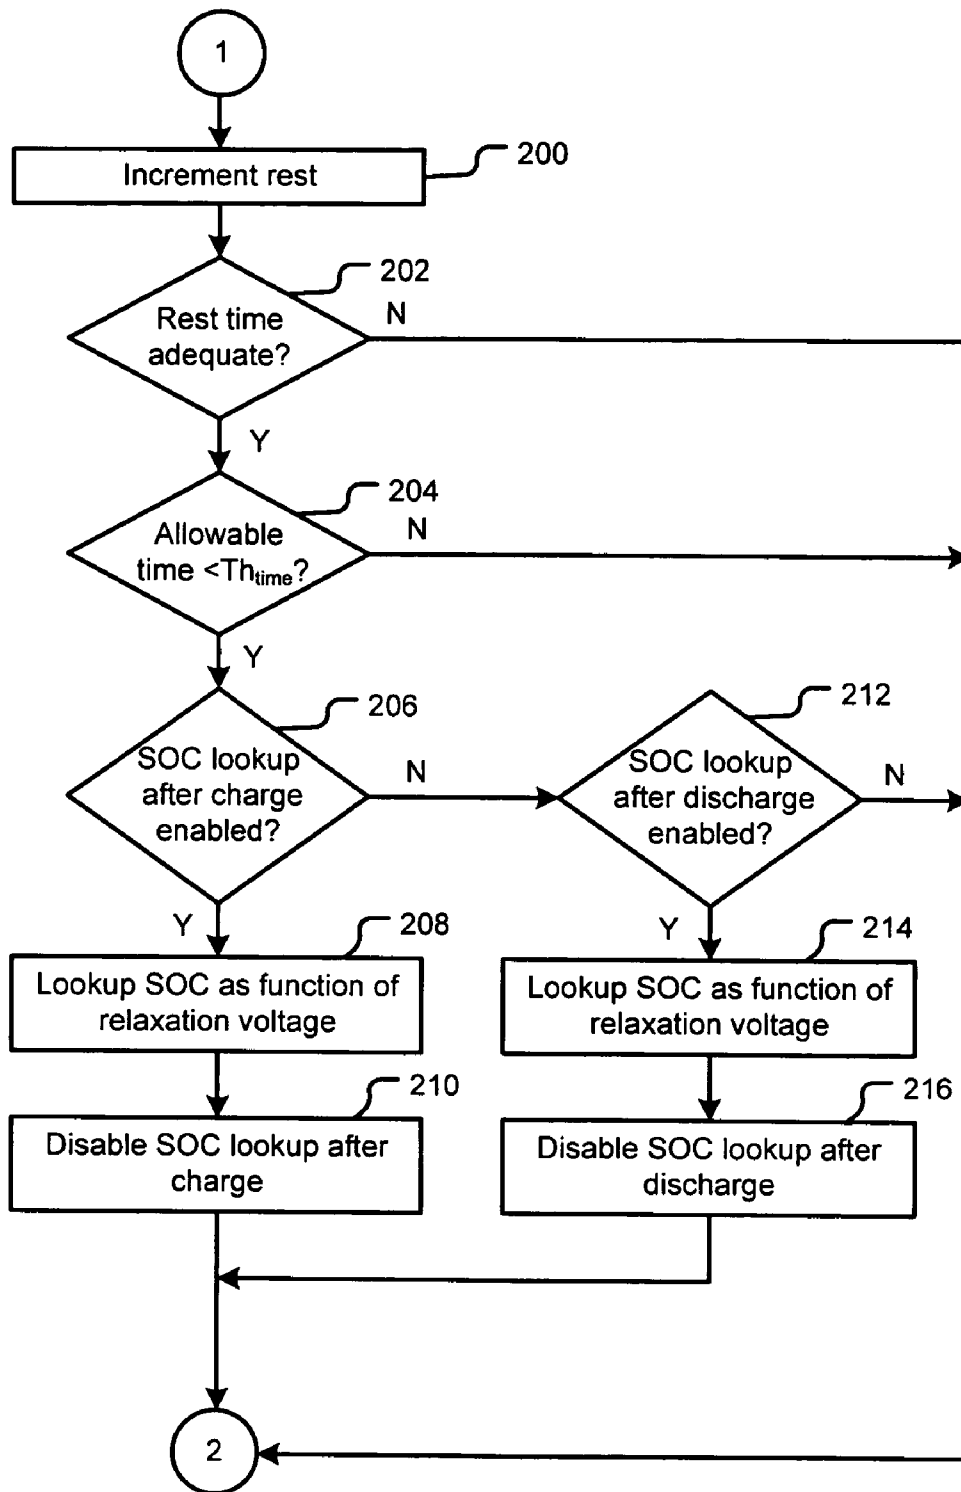 1
Increment rest
200
202
Rest time
adequate?
N
Y
204
Allowable
time <Th_time?
N
Y
206
SOC lookup
after charge
enabled?
N
212
SOC lookup
after discharge
enabled?
N
Y
208
Lookup SOC as function of
relaxation voltage
Y
214
Lookup SOC as function of
relaxation voltage
210
Disable SOC lookup after
charge
216
Disable SOC lookup after
discharge
2